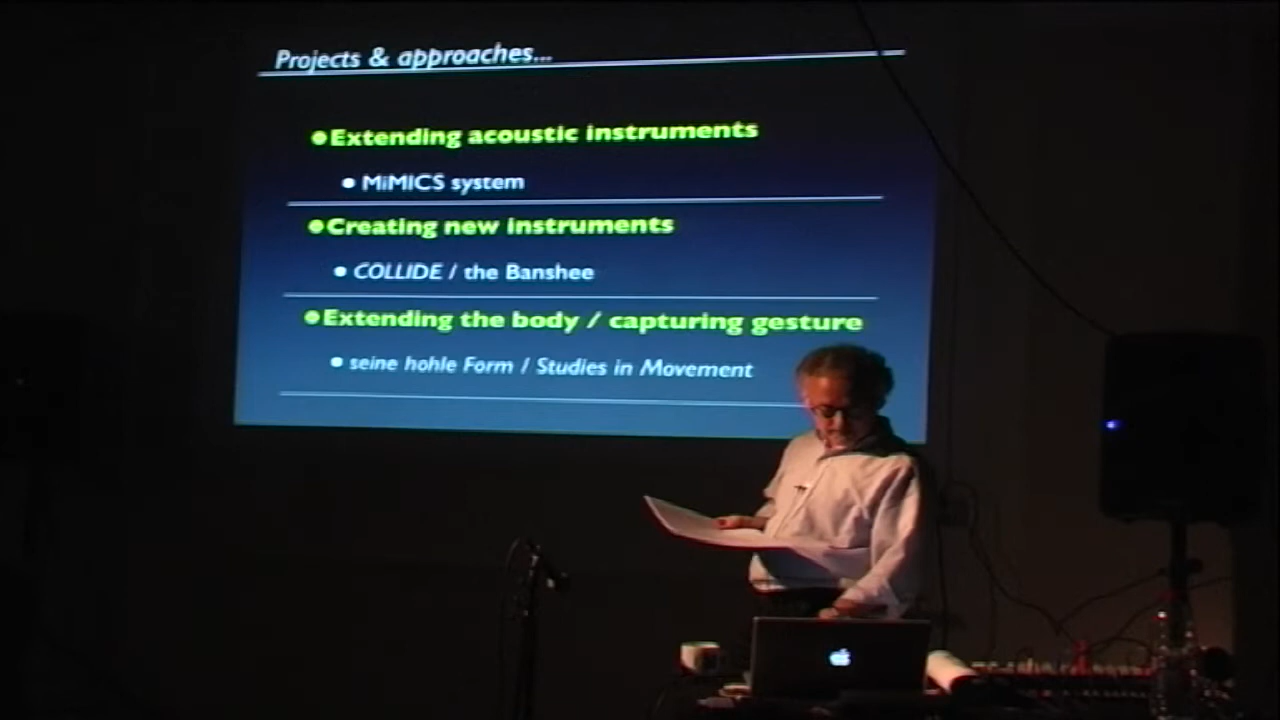 Projects & approaches...
•Extending acoustic instruments
• MiMICS system
•Creating new instruments
• COLLIDE / the Banshee
•Extending the body / capturing gesture
• seine hohle Form / Studies in Movement